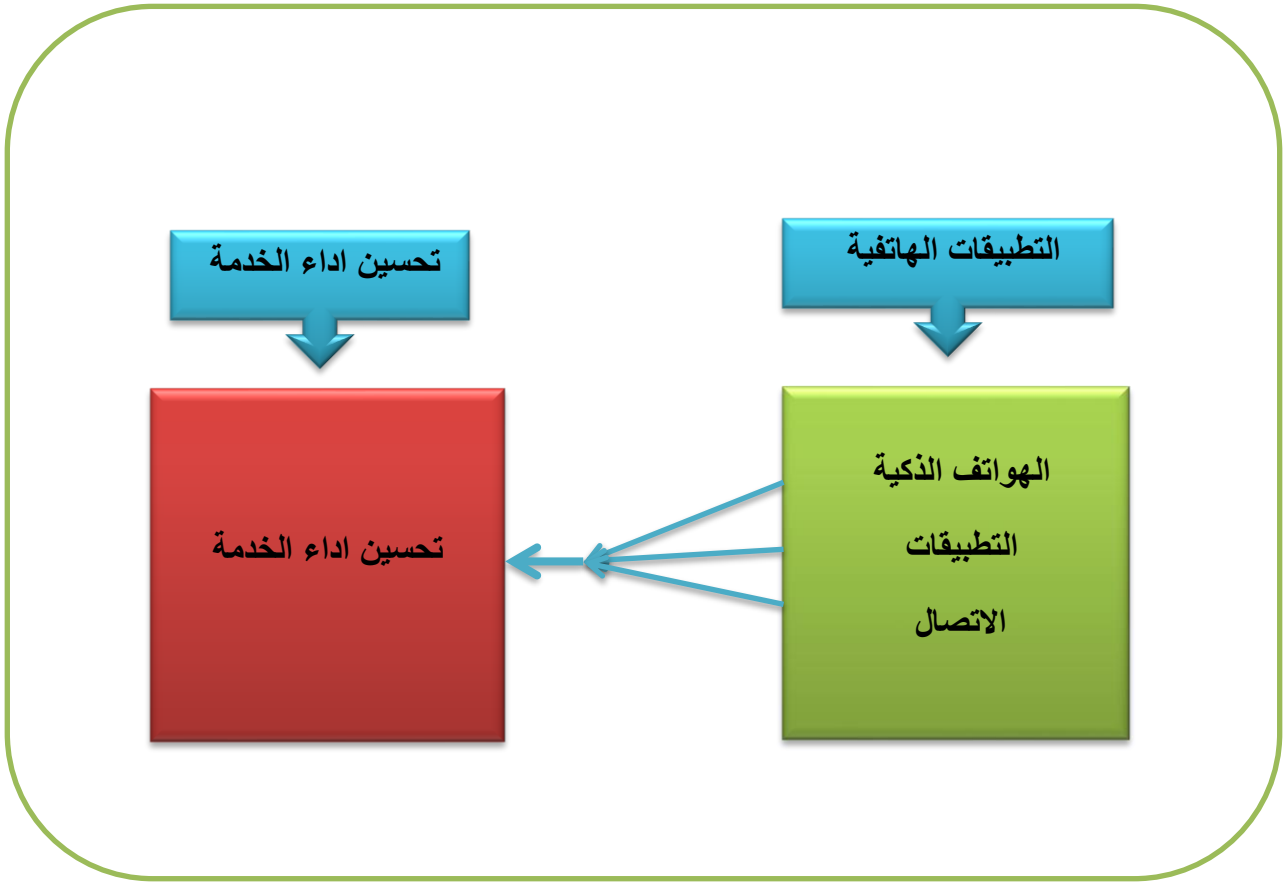 التطبيقات الهاتفية
تحسين اداء الخدمة
الهواتف الذكية
التطبيقات
الاتصال
تحسين اداء الخدمة